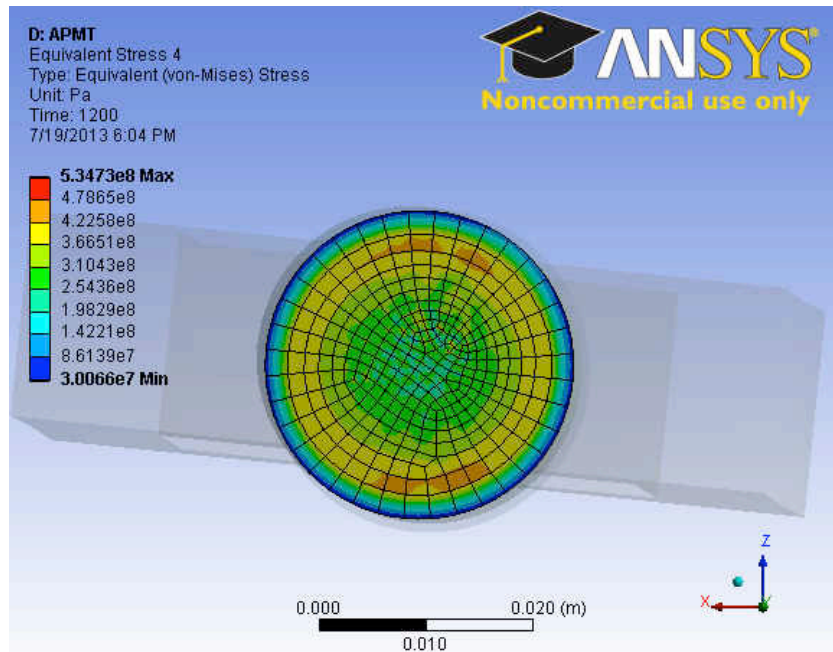 D: APMT
Equivalent Stress 4
Type: Equivalent (von-Mises) Stress
Unit: Pa
Time: 1200
7/19/2013 6:04 PM
ANSYS®
Noncommercial use only
5.3473e8 Max
4.7865e8
4.2258e8
3.6651e8
3.1043e8
2.5436e8
1.9829e8
1.4221e8
8.6139e7
3.0066e7 Min
Z
X
Y
0.000
0.020 (m)
0.010